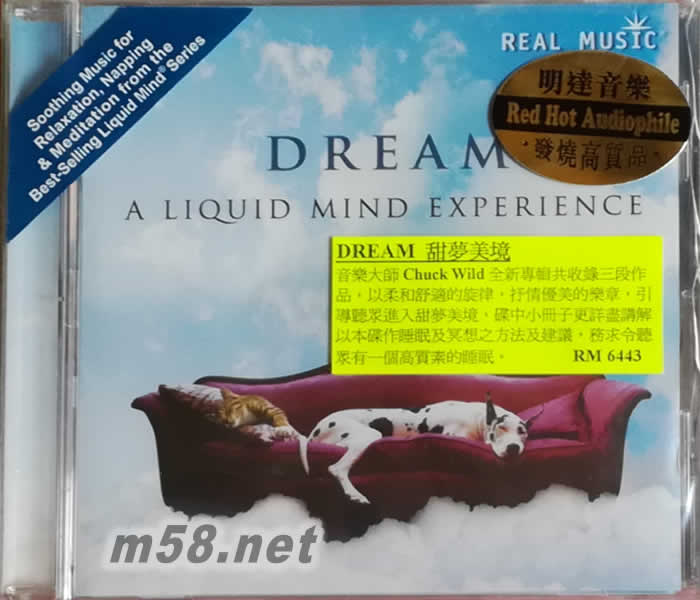 Soothing Music for
Relaxation, Napping
& Meditation from the
Best-Selling Liquid Mind® Series
REAL MUSIC
明達音樂
Red Hot Audiophile
·發燒高質品·
DREAM
A LIQUID MIND EXPERIENCE
DREAM 甜夢美境
音樂大師 Chuck Wild 全新專輯共收錄三段作
品，以柔和舒適的旋律，抒情優美的樂章，引
導聽眾進入甜夢美境，碟中小冊子更詳盡講解
以本碟作睡眠及冥想之方法及建議，務求令聽
眾有一個高質素的睡眠。 RM 6443
m58.net